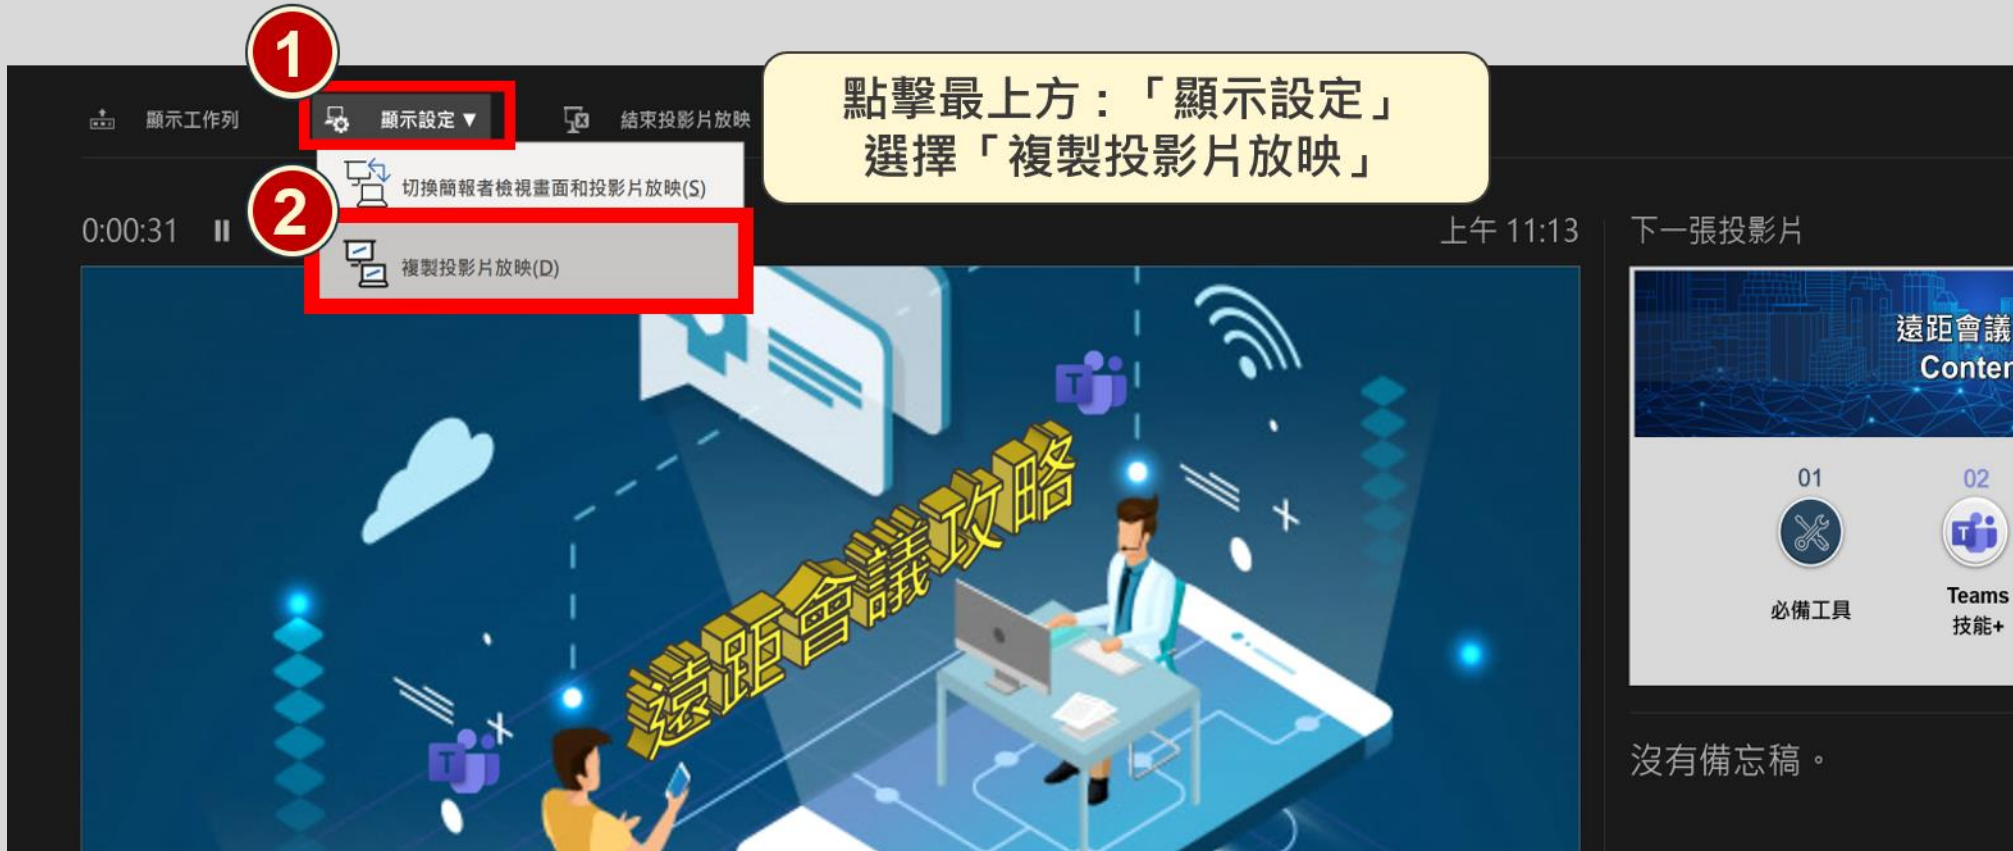 1
顯示工作列
顯示設定 ▼
結束投影片放映
點擊最上方:「顯示設定」
選擇「複製投影片放映」
切換簡報者檢視畫面和投影片放映(S)
2
複製投影片放映(D)
0:00:31
上午 11:13
下一張投影片
遠距會議攻略
T
T
遠距會議
Conter
01
02
T
必備工具
Teams
技能+
沒有備忘稿。